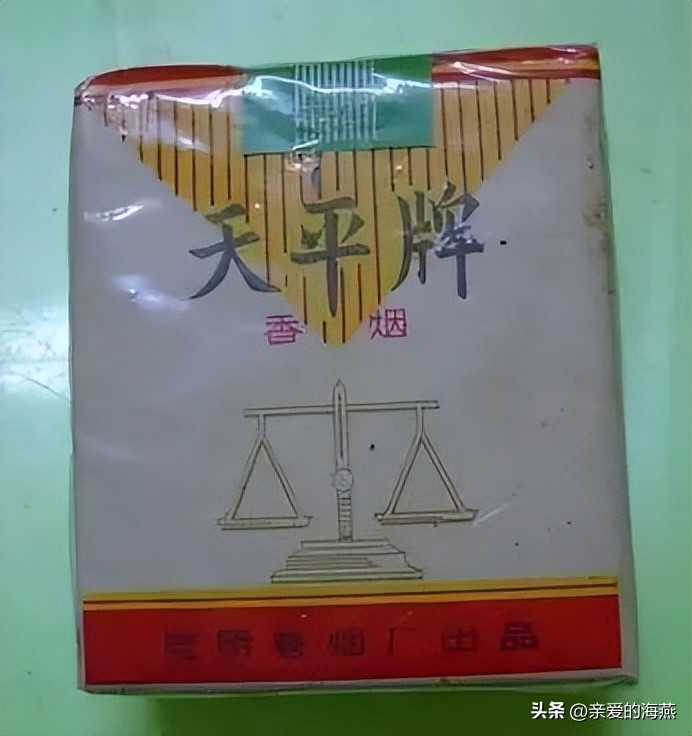 天平牌
香烟
卷烟厂出品
头条 @亲爱的海燕